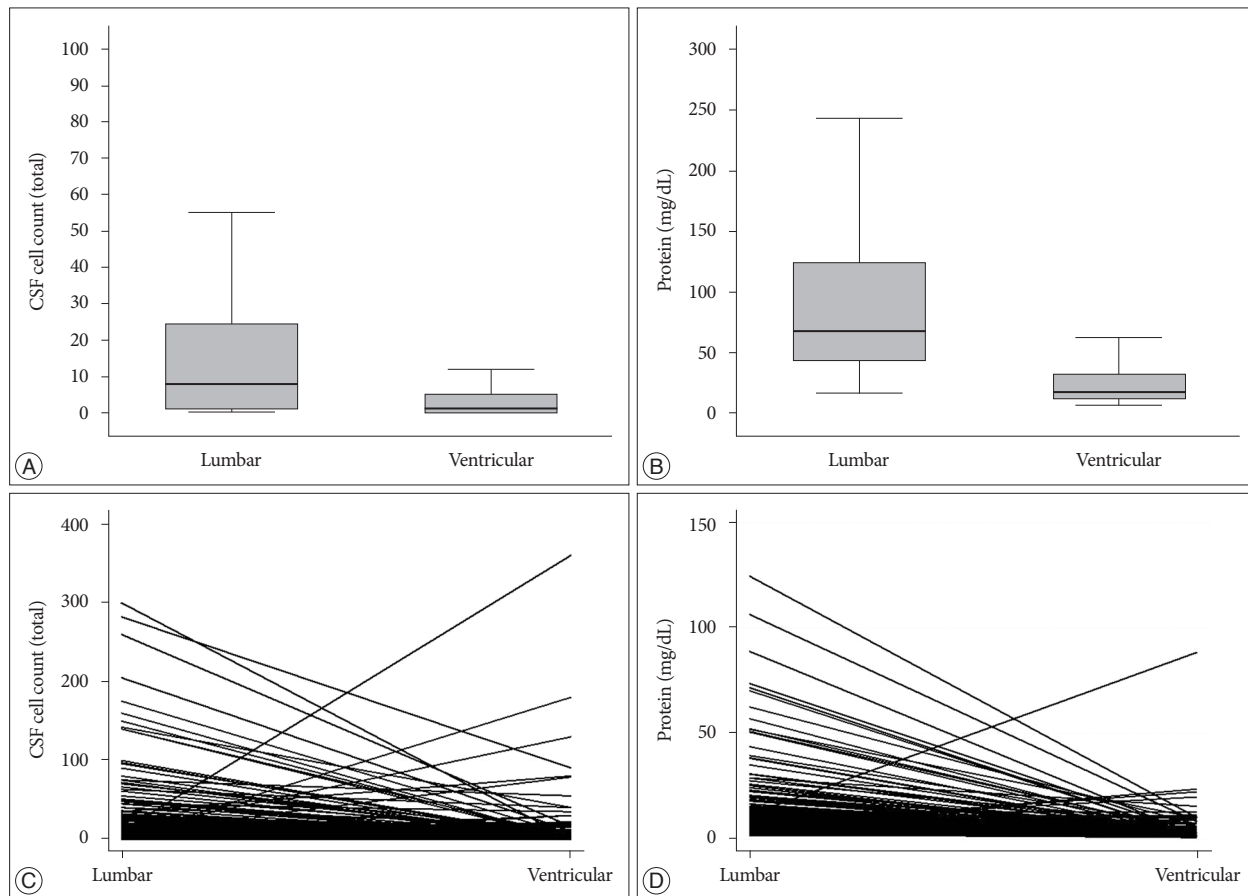 CSF cell count (total)
100
90
80
70
60
50
40
30
20
10
0
Lumbar Ventricular
A
Protein (mg/dL)
300
250
200
150
100
50
0
Lumbar Ventricular
B
CSF cell count (total)
400
300
200
100
0
Lumbar Ventricular
C
Protein (mg/dL)
150
100
50
0
Lumbar Ventricular
D